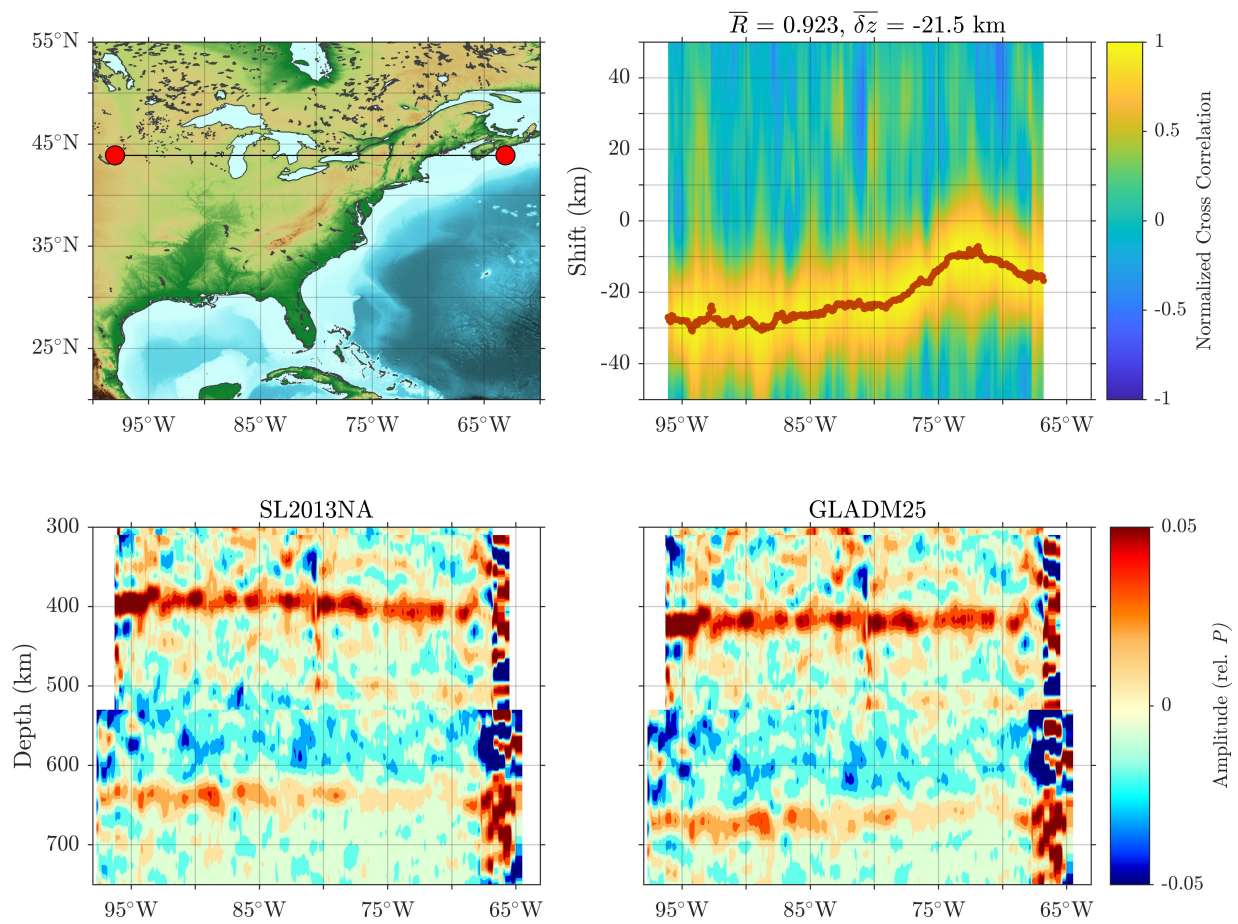 R̅ = 0.923, δz̅ = -21.5 km
55°N
45°N
35°N
25°N
95°W 85°W 75°W 65°W
Shift (km)
40
20
0
-20
-40
95°W 85°W 75°W 65°W
1
0.5
0
-0.5
-1
Normalized Cross Correlation
SL2013NA
Depth (km)
300
400
500
600
700
95°W 85°W 75°W 65°W
GLADM25
95°W 85°W 75°W 65°W
0.05
0
-0.05
Amplitude (rel. P)